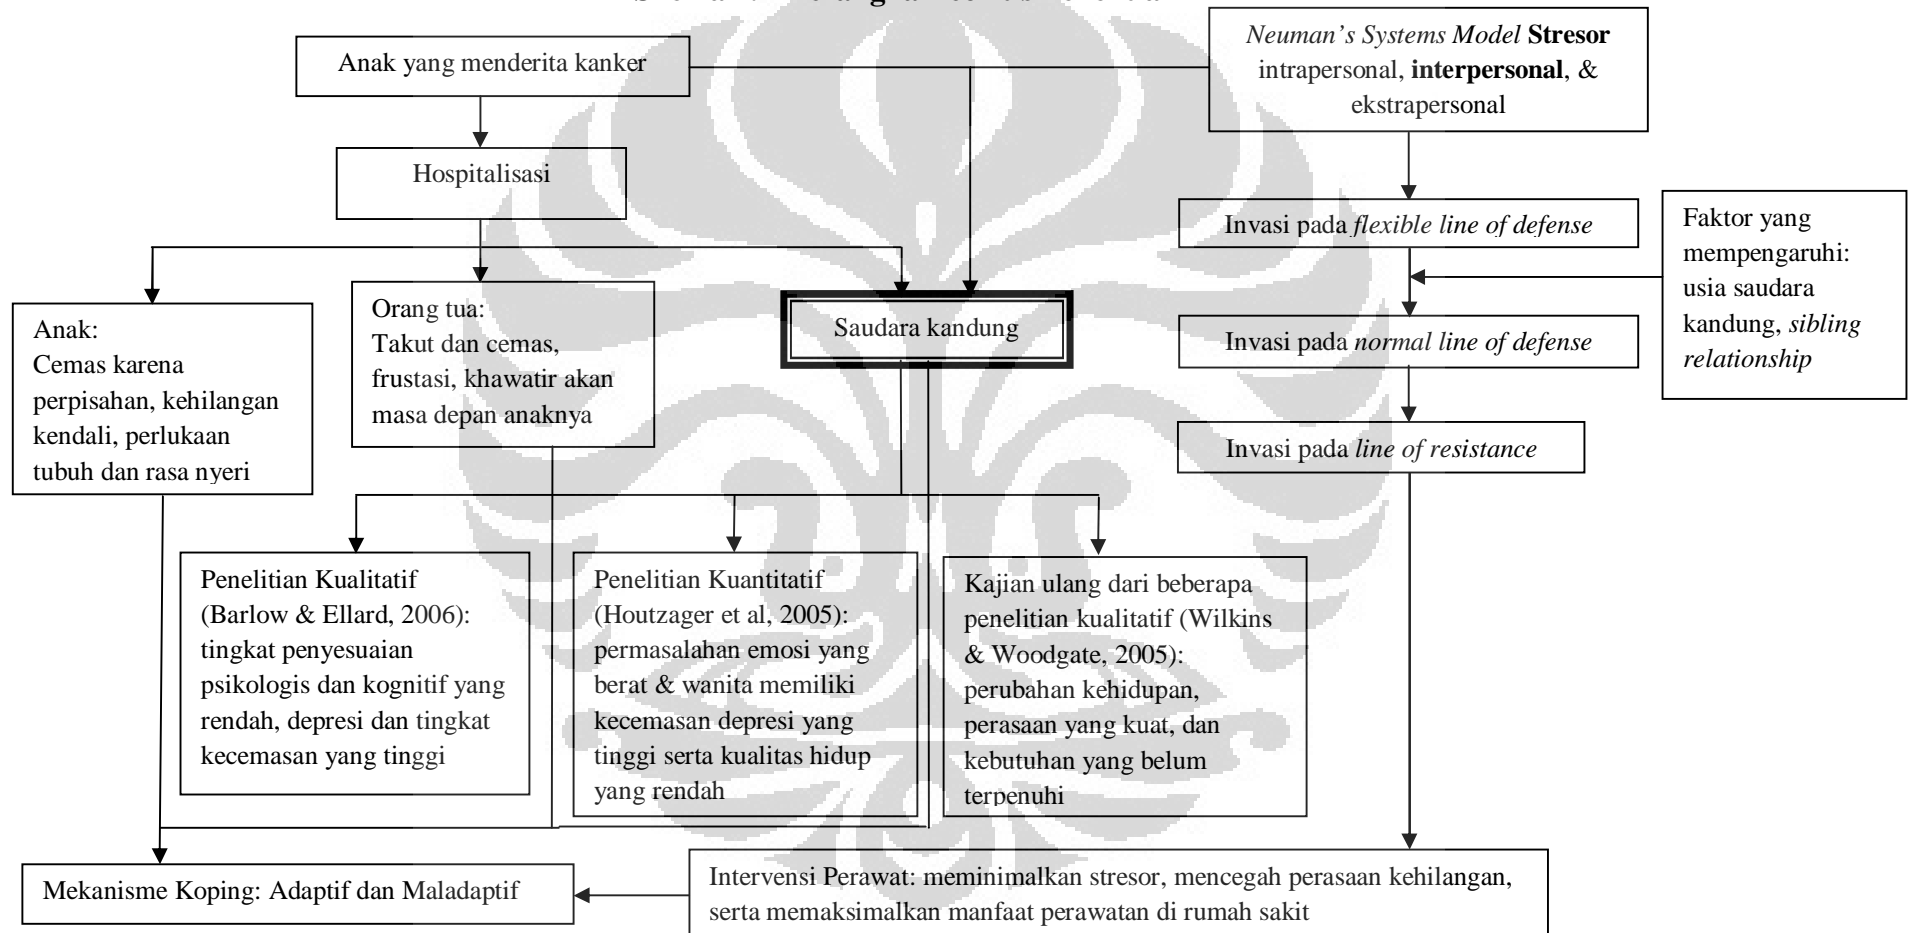 Anak yang menderita kanker
Neuman's Systems Model Stresor
intrapersonal, interpersonal, &
ekstrapersonal
Hospitalisasi
Invasi pada flexible line of defense
Faktor yang
mempengaruhi:
usia saudara
kandung, sibling
relationship
Anak:
Cemas karena
perpisahan, kehilangan
kendali, perlukaan
tubuh dan rasa nyeri
Orang tua:
Takut dan cemas,
frustasi, khawatir akan
masa depan anaknya
Saudara kandung
Invasi pada normal line of defense
Invasi pada line of resistance
Penelitian Kualitatif
(Barlow & Ellard, 2006):
tingkat penyesuaian
psikologis dan kognitif yang
rendah, depresi dan tingkat
kecemasan yang tinggi
Penelitian Kuantitatif
(Houtzager et al, 2005):
permasalahan emosi yang
berat & wanita memiliki
kecemasan depresi yang
tinggi serta kualitas hidup
yang rendah
Kajian ulang dari beberapa
penelitian kualitatif (Wilkins
& Woodgate, 2005):
perubahan kehidupan,
perasaan yang kuat, dan
kebutuhan yang belum
terpenuhi
Mekanisme Koping: Adaptif dan Maladaptif
Intervensi Perawat: meminimalkan stresor, mencegah perasaan kehilangan,
serta memaksimalkan manfaat perawatan di rumah sakit